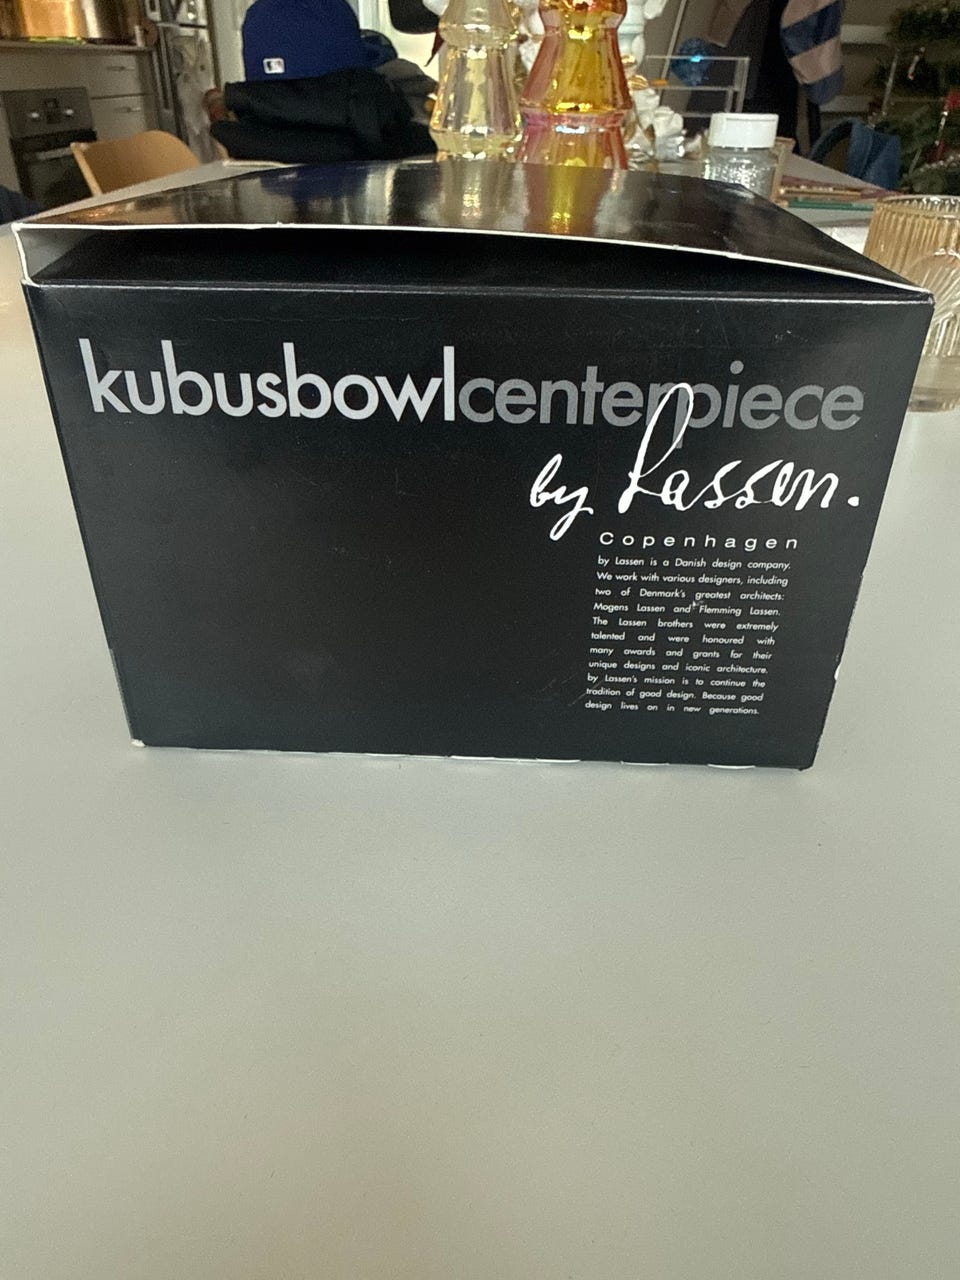 kubusbowlcenterpiece
by Lassen.
Copenhagen
by Lassen is a Danish design company.
We work with various designers, including
two of Denmark's greatest architects:
Mogens Lassen and Flemming Lassen.
The Lassen brothers were extremely
talented and were honoured with
many awards and grants for their
unique designs and iconic architecture.
by Lassen's mission is to continue the
tradition of good design. Because good
design lives on in new generations.